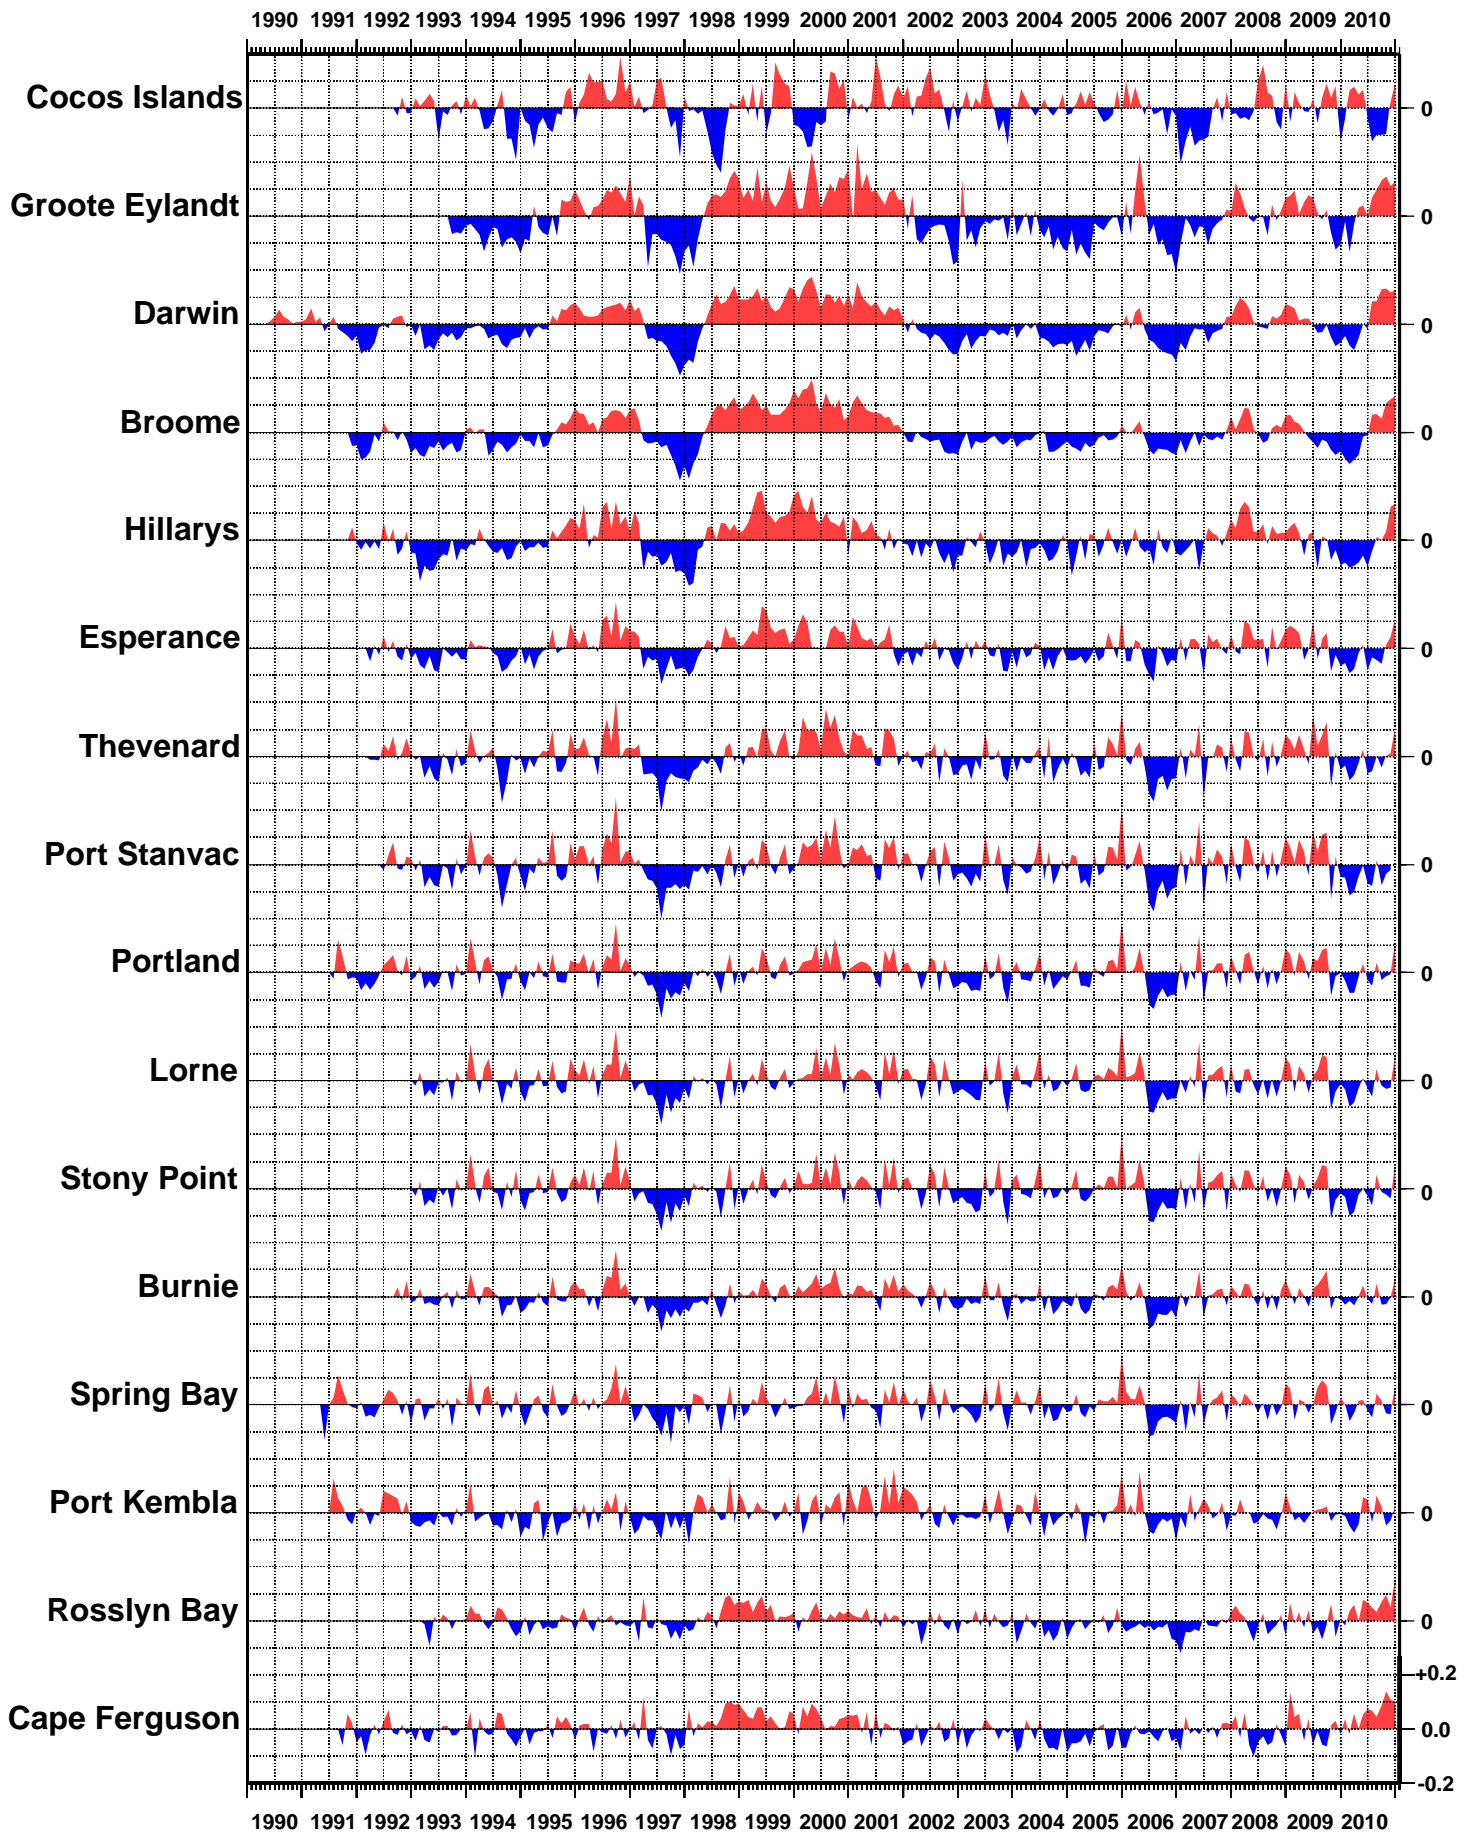 1990 1991 1992 1993 1994 1995 1996 1997 1998 1999 2000 2001 2002 2003 2004 2005 2006 2007 2008 2009 2010
Cocos Islands 0
Groote Eylandt 0
Darwin 0
Broome 0
Hillarys 0
Esperance 0
Thevenard 0
Port Stanvac 0
Portland 0
Lorne 0
Stony Point 0
Burnie 0
Spring Bay 0
Port Kembla 0
Rosslyn Bay 0
+0.2
Cape Ferguson 0.0
-0.2
1990 1991 1992 1993 1994 1995 1996 1997 1998 1999 2000 2001 2002 2003 2004 2005 2006 2007 2008 2009 2010